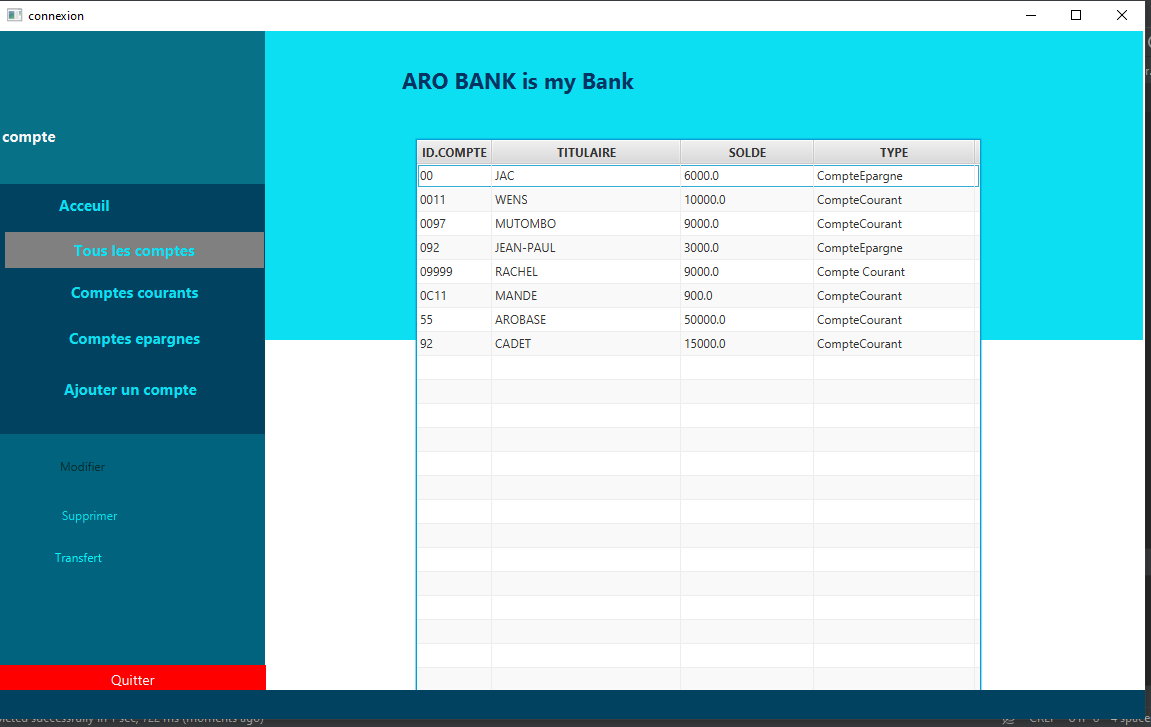 connexion
ARO BANK is my Bank
compte
Acceuil
Tous les comptes
Comptes courants
Comptes epargnes
Ajouter un compte
Modifier
Supprimer
Transfert
Quitter
ID.COMPTE TITULAIRE SOLDE TYPE
00 JAC 6000.0 CompteEpargne
0011 WENS 10000.0 CompteCourant
0097 MUTOMBO 9000.0 CompteCourant
092 JEAN-PAUL 3000.0 CompteEpargne
09999 RACHEL 9000.0 Compte Courant
0C11 MANDE 900.0 CompteCourant
55 AROBASE 50000.0 CompteCourant
92 CADET 15000.0 CompteCourant